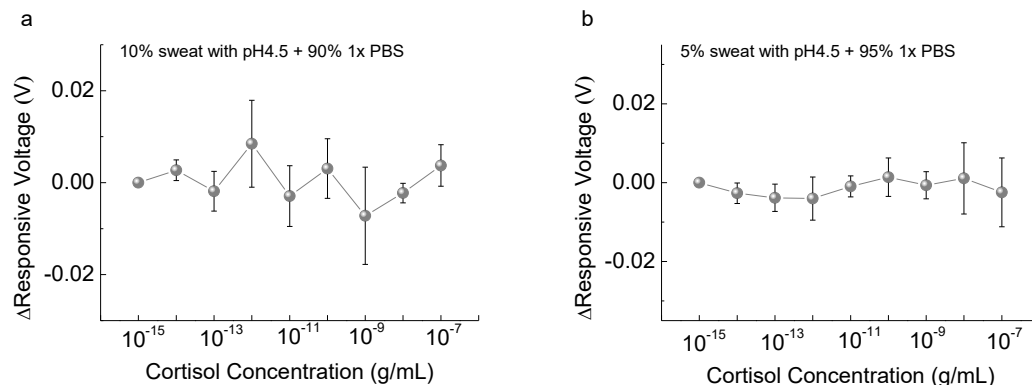 a
10% sweat with pH4.5 + 90% 1x PBS
ΔResponsive Voltage (V)
0.02
0.00
-0.02
10⁻¹⁵ 10⁻¹³ 10⁻¹¹ 10⁻⁹ 10⁻⁷
Cortisol Concentration (g/mL)
b
5% sweat with pH4.5 + 95% 1x PBS
ΔResponsive Voltage (V)
0.02
0.00
-0.02
10⁻¹⁵ 10⁻¹³ 10⁻¹¹ 10⁻⁹ 10⁻⁷
Cortisol Concentration (g/mL)